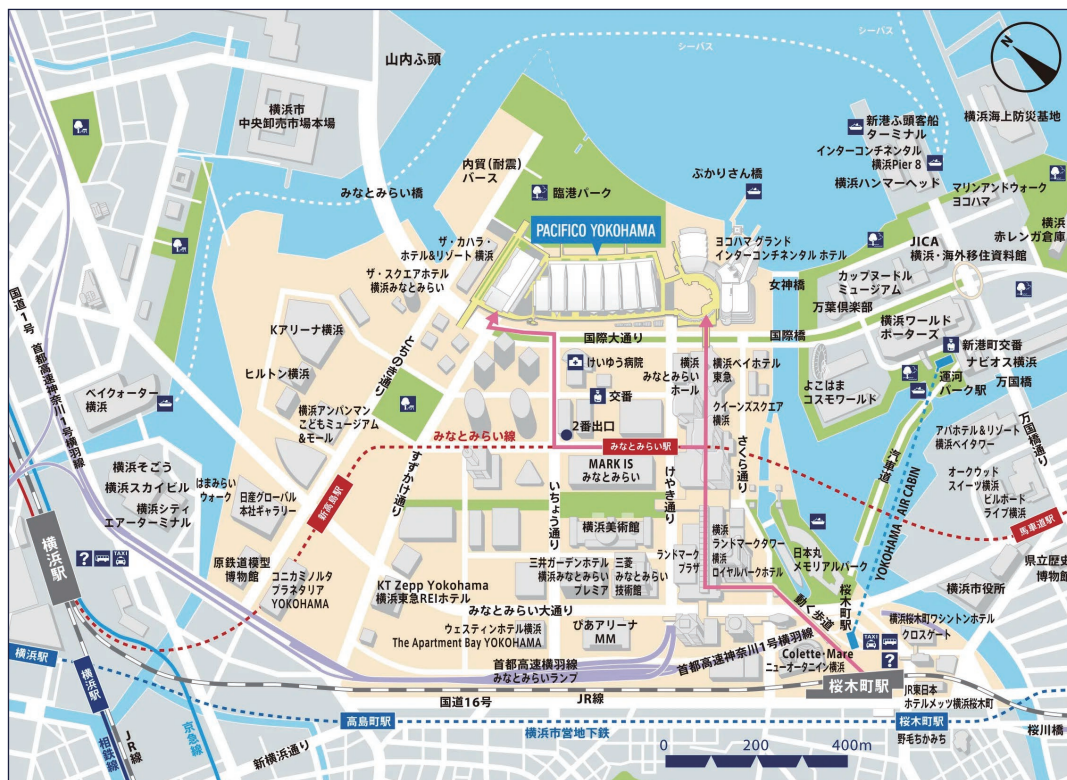 山内ふ頭
シーバス
シーバス
N
横浜市
中央卸売市場本場
新港ふ頭客船
ターミナル
横浜海上防災基地
インターコンチネンタル
横浜Pier 8
横浜ハンマーヘッド
マリンアンドウォーク
ヨコハマ
横浜
赤レンガ倉庫
内貿(耐震)
バース
臨港パーク
ぷかりさん橋
みなとみらい橋
PACIFICO YOKOHAMA
ザ・カハラ・
ホテル&リゾート 横浜
ヨコハマ グランド
インターコンチネンタル ホテル
JICA
横浜・海外移住資料館
ザ・スクエアホテル
横浜みなとみらい
女神橋
カップヌードル
ミュージアム
万葉倶楽部
Kアリーナ横浜
とちのき通り
国際大通り
国際橋
横浜ワールド
ポーターズ
新港町交番
ナビオス横浜
国道1号
首都高速神奈川1号横羽線
ヒルトン横浜
けいゆう病院
横浜
みなとみらい
ホール
横浜ベイホテル
東急
よこはま
コスモワールド
運河
パーク駅
万国橋
ベイクォーター
横浜
交番
横浜アンパンマン
こどもミュージアム
&モール
2番出口
クイーンズスクエア
横浜
万国橋通り
みなとみらい線
みなとみらい駅
さくら通り
汽車道
アパホテル&リゾート
横浜ベイタワー
横浜そごう
横浜スカイビル
はまみらい
ウォーク
すずかけ通り
MARK IS
みなとみらい
けやき通り
オークウッド
スイーツ横浜
ビルボード
ライブ横浜
横浜シティ
エアーターミナル
日産グローバル
本社ギャラリー
新高島駅
いちょう通り
YOKOHAMA AIR CABIN
馬車道駅
横浜駅
?
TAXI
横浜美術館
横浜
ランドマークタワー
横浜
ロイヤルパークホテル
日本丸
メモリアルパーク
県立歴史
博物館
原鉄道模型
博物館
三井ガーデンホテル
横浜みなとみらい
プレミア
三菱
みなとみらい
技術館
ランドマーク
プラザ
コニカミノルタ
プラネタリア
YOKOHAMA
KT Zepp Yokohama
横浜東急REIホテル
横浜市役所
みなとみらい大通り
動く歩道
桜木町駅
横浜桜木町ワシントンホテル
クロスゲート
ウェスティンホテル横浜
The Apartment Bay YOKOHAMA
ぴあアリーナ
MM
TAXI
?
横浜駅
首都高速横羽線
みなとみらいランプ
首都高速神奈川1号横羽線
Colette・Mare
ニューオータニイン横浜
桜木町駅
JR東日本
ホテルメッツ横浜桜木町
横浜駅
国道16号
JR線
高島町駅
桜木町駅
相鉄線
JR線
京急線
新横浜通り
横浜市営地下鉄
野毛ちかみち
桜川橋
0 200 400m